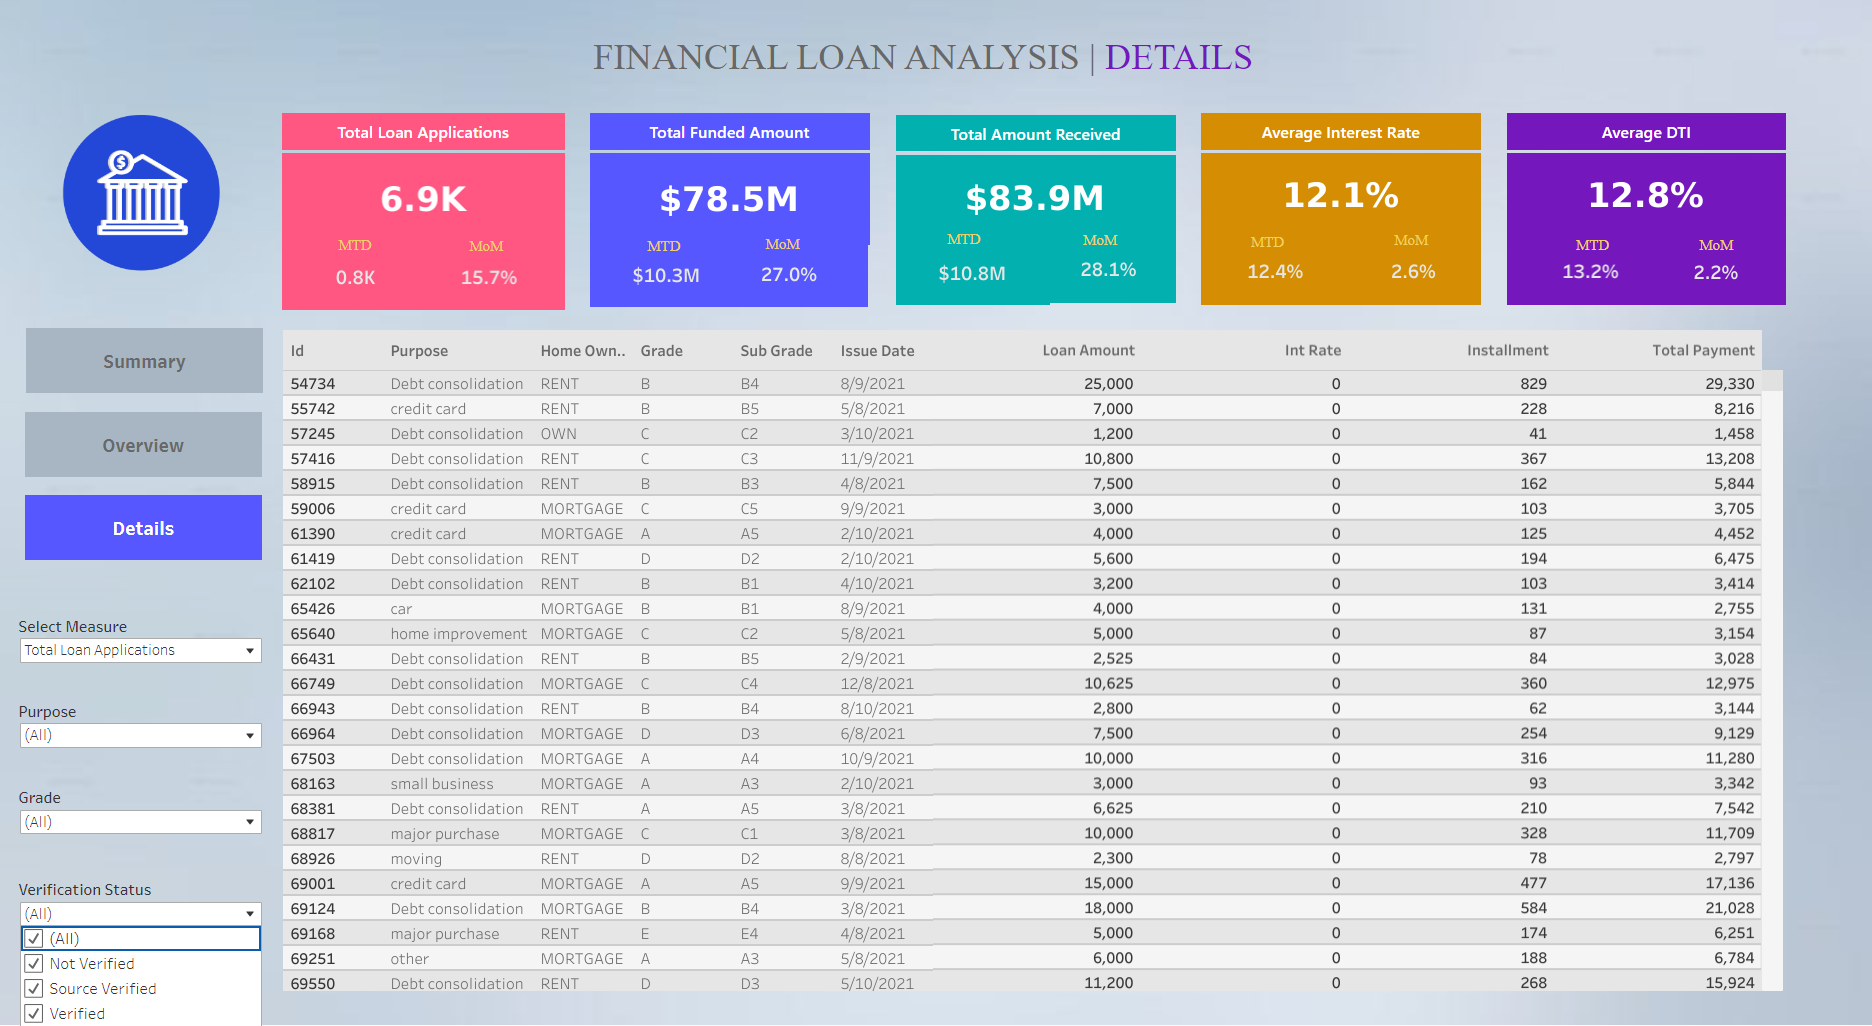 FINANCIAL LOAN ANALYSIS | DETAILS
Total Loan Applications
6.9K
MTD MoM
0.8K 15.7%
Total Funded Amount
$78.5M
MTD MoM
$10.3M 27.0%
Total Amount Received
$83.9M
MTD MoM
$10.8M 28.1%
Average Interest Rate
12.1%
MTD MoM
12.4% 2.6%
Average DTI
12.8%
MTD MoM
13.2% 2.2%
$
Summary
Overview
Details
Select Measure
Total Loan Applications
Purpose
(All)
Grade
(All)
Verification Status
(All)
(All)
Not Verified
Source Verified
Verified
Id Purpose Home Own.. Grade Sub Grade Issue Date Loan Amount Int Rate Installment Total Payment
54734 Debt consolidation RENT B B4 8/9/2021 25,000 0 829 29,330
55742 credit card RENT B B5 5/8/2021 7,000 0 228 8,216
57245 Debt consolidation OWN C C2 3/10/2021 1,200 0 41 1,458
57416 Debt consolidation RENT C C3 11/9/2021 10,800 0 367 13,208
58915 Debt consolidation RENT B B3 4/8/2021 7,500 0 162 5,844
59006 credit card MORTGAGE C C5 9/9/2021 3,000 0 103 3,705
61390 credit card MORTGAGE A A5 2/10/2021 4,000 0 125 4,452
61419 Debt consolidation RENT D D2 2/10/2021 5,600 0 194 6,475
62102 Debt consolidation RENT B B1 4/10/2021 3,200 0 103 3,414
65426 car MORTGAGE B B1 8/9/2021 4,000 0 131 2,755
65640 home improvement MORTGAGE C C2 5/8/2021 5,000 0 87 3,154
66431 Debt consolidation RENT B B5 2/9/2021 2,525 0 84 3,028
66749 Debt consolidation MORTGAGE C C4 12/8/2021 10,625 0 360 12,975
66943 Debt consolidation RENT B B4 8/10/2021 2,800 0 62 3,144
66964 Debt consolidation MORTGAGE D D3 6/8/2021 7,500 0 254 9,129
67503 Debt consolidation MORTGAGE A A4 10/9/2021 10,000 0 316 11,280
68163 small business MORTGAGE A A3 2/10/2021 3,000 0 93 3,342
68381 Debt consolidation RENT A A5 3/8/2021 6,625 0 210 7,542
68817 major purchase MORTGAGE C C1 3/8/2021 10,000 0 328 11,709
68926 moving RENT D D2 8/8/2021 2,300 0 78 2,797
69001 credit card MORTGAGE A A5 9/9/2021 15,000 0 477 17,136
69124 Debt consolidation MORTGAGE B B4 3/8/2021 18,000 0 584 21,028
69168 major purchase RENT E E4 4/8/2021 5,000 0 174 6,251
69251 other MORTGAGE A A3 5/8/2021 6,000 0 188 6,784
69550 Debt consolidation RENT D D3 5/10/2021 11,200 0 268 15,924